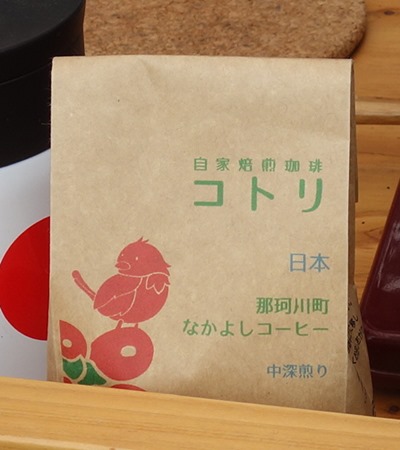 自家焙煎珈琲
コトリ
日本
那珂川町
なかよしコーヒー
中深煎り